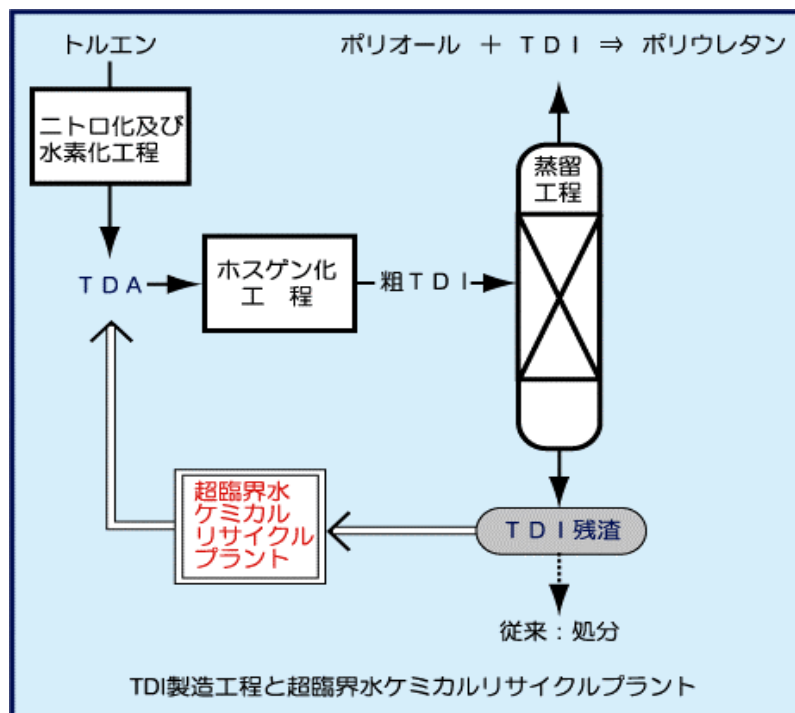 トルエン
ポリオール ＋ ＴＤＩ ⇒ ポリウレタン
ニトロ化及び
水素化工程
蒸留
工程
ＴＤＡ
ホスゲン化
工 程
粗ＴＤＩ
超臨界水
ケミカル
リサイクル
プラント
ＴＤＩ残渣
従来：処分
TDI製造工程と超臨界水ケミカルリサイクルプラント